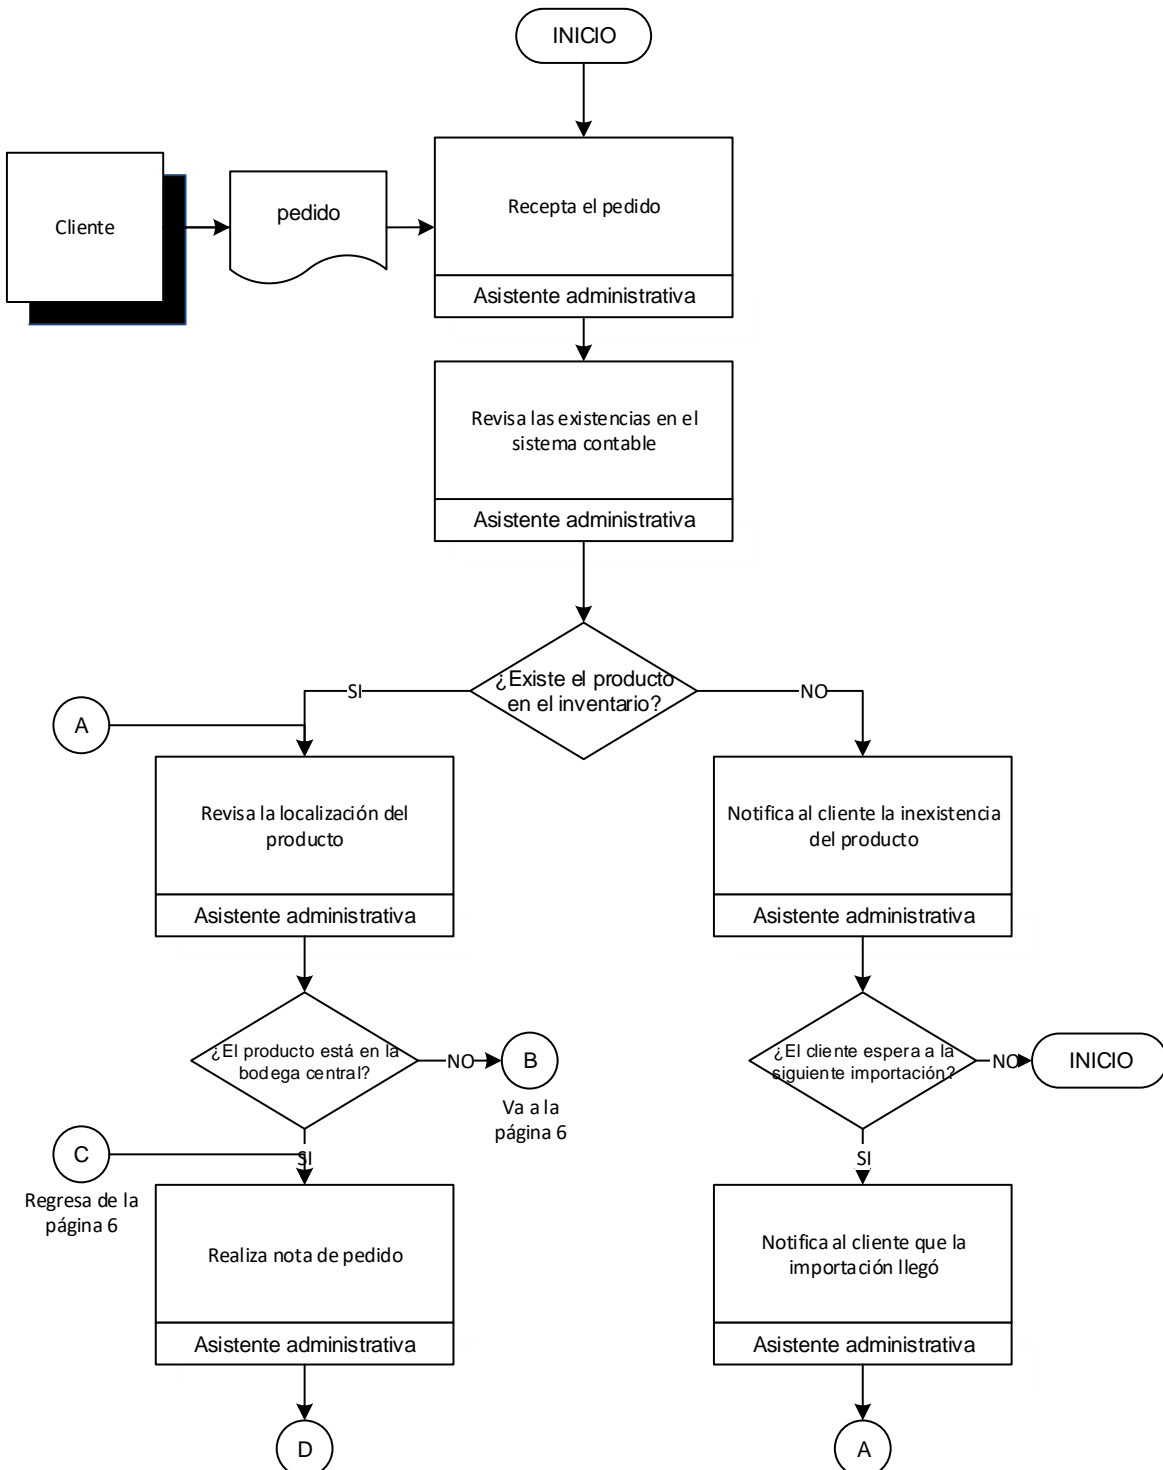 INICIO
Cliente
pedido
Recepta el pedido
Asistente administrativa
Revisa las existencias en el
sistema contable
Asistente administrativa
¿Existe el producto
en el inventario?
SI
NO
A
Revisa la localización del
producto
Asistente administrativa
Notifica al cliente la inexistencia
del producto
Asistente administrativa
¿El producto está en la
bodega central?
NO
B
Va a la
página 6
¿El cliente espera a la
siguiente importación?
NO
INICIO
SI
SI
C
Regresa de la
página 6
Realiza nota de pedido
Asistente administrativa
Notifica al cliente que la
importación llegó
Asistente administrativa
D
A